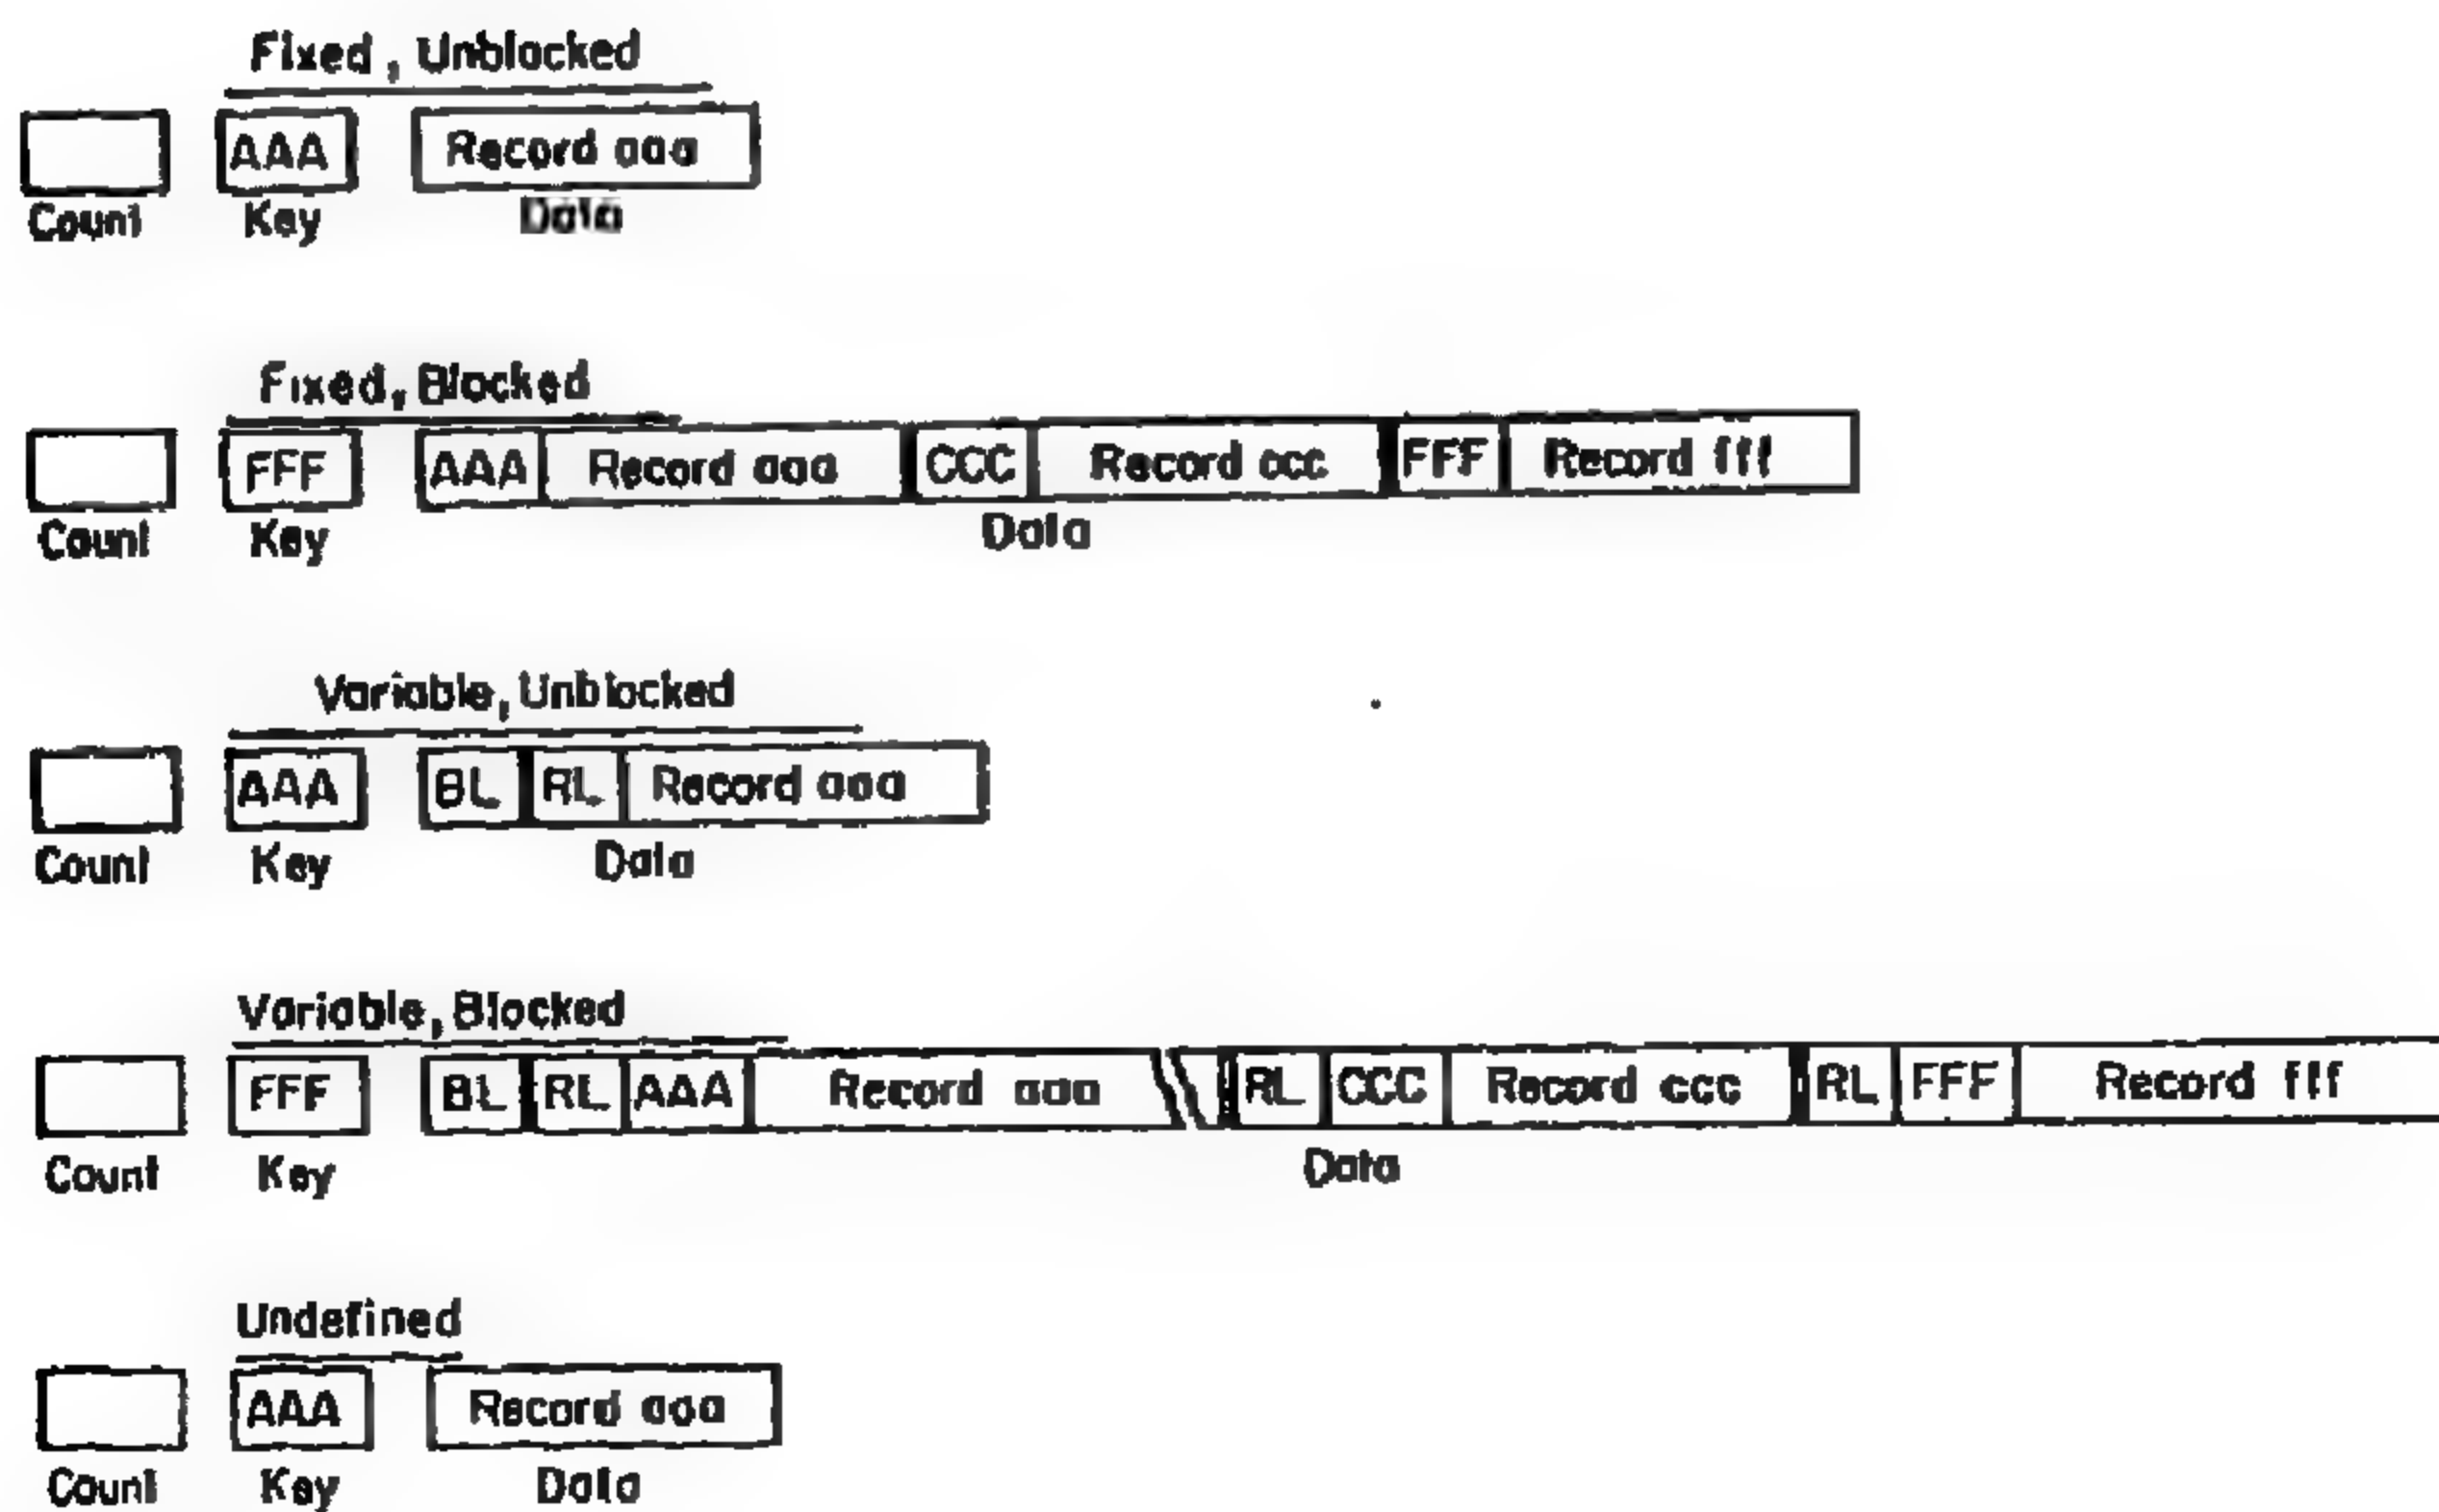 Fixed, Unblocked
AAA Record aaa
Count Key Data
Fixed, Blocked
FFF AAA Record aaa CCC Record ccc FFF Record fff
Count Key Data
Variable, Unblocked
AAA BL RL Record aaa
Count Key Data
Variable, Blocked
FFF BL RL AAA Record aaa RL CCC Record ccc RL FFF Record fff
Count Key Data
Undefined
AAA Record aaa
Count Key Data